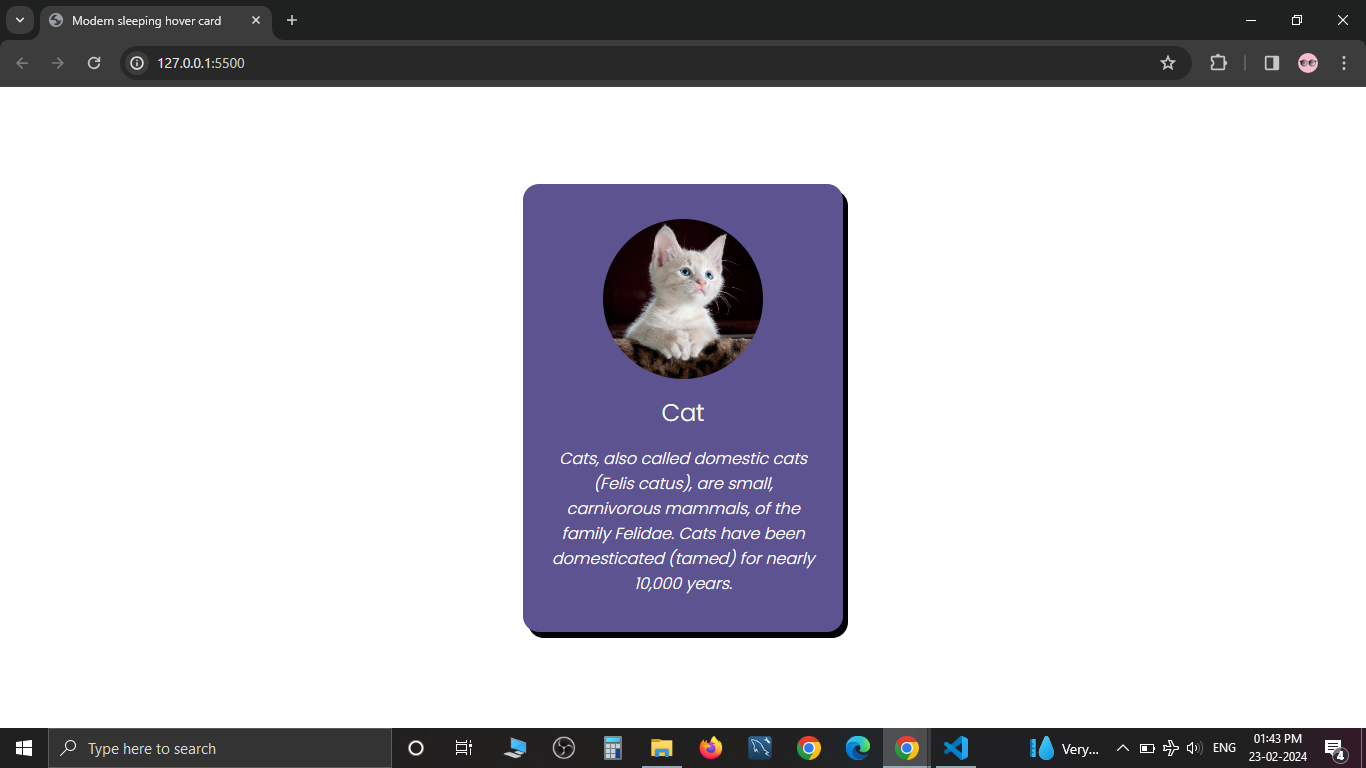 Modern sleeping hover card
127.0.0.1:5500
Cat
Cats, also called domestic cats
(Felis catus), are small,
carnivorous mammals, of the
family Felidae. Cats have been
domesticated (tamed) for nearly
10,000 years.
Type here to search
Very...
ENG
01:43 PM
23-02-2024
4